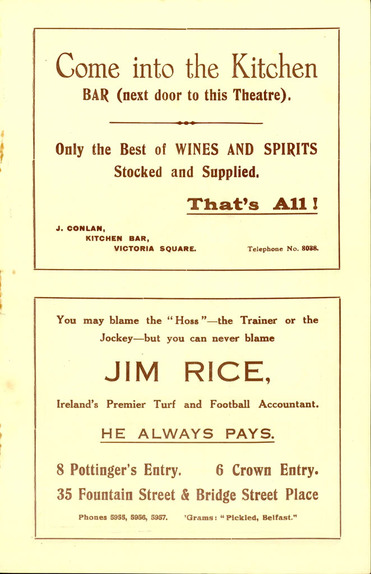 Come into the Kitchen
BAR (next door to this Theatre).
Only the Best of WINES AND SPIRITS
Stocked and Supplied.
That's All!
J. CONLAN,
KITCHEN BAR,
VICTORIA SQUARE.
Telephone No. 8038.
You may blame the "Hoss"—the Trainer or the
Jockey—but you can never blame
JIM RICE,
Ireland's Premier Turf and Football Accountant.
HE ALWAYS PAYS.
8 Pottinger's Entry. 6 Crown Entry.
35 Fountain Street & Bridge Street Place
Phones 5955, 5956, 5957. 'Grams: "Pickled, Belfast."